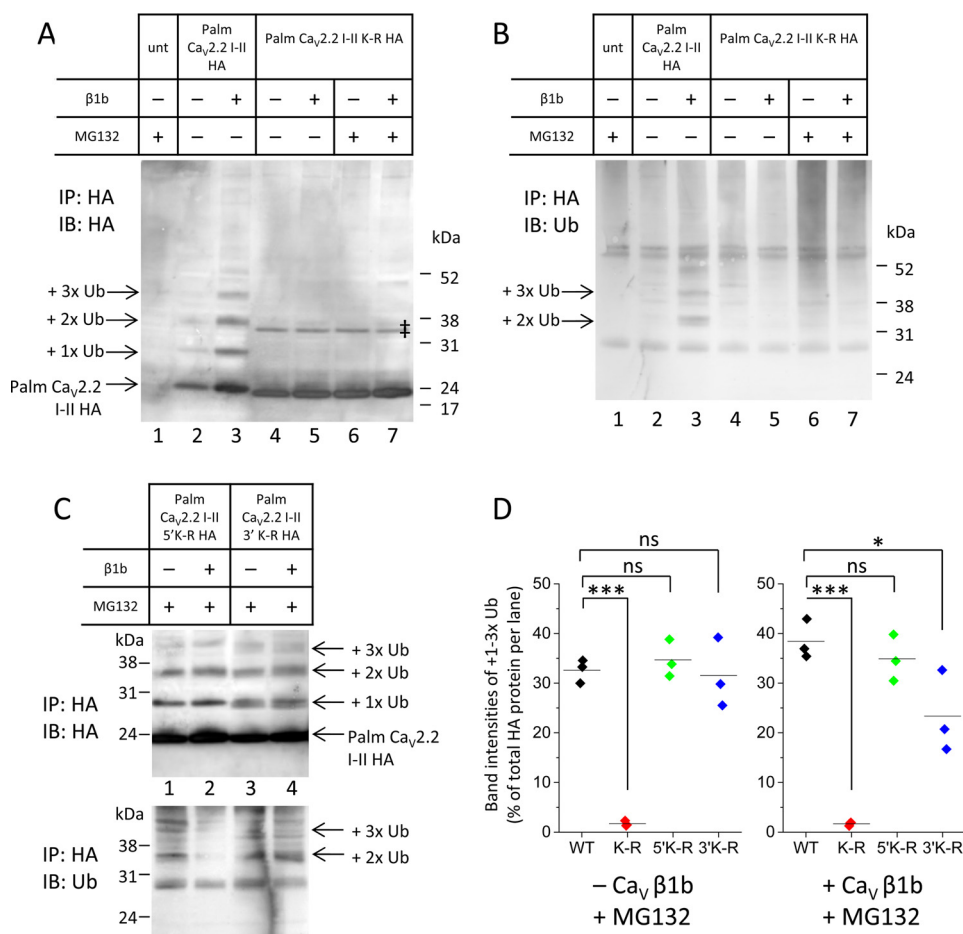 A
unt
Palm
CaV2.2 I-II
HA
Palm CaV2.2 I-II K-R HA
β1b
− − + − + − +
MG132
+ − − − − + +
IP: HA
IB: HA
kDa
52
38
31
24
17
+ 3x Ub
+ 2x Ub
+ 1x Ub
Palm CaV2.2
I-II HA
‡
1 2 3 4 5 6 7
B
unt
Palm
CaV2.2 I-II
HA
Palm CaV2.2 I-II K-R HA
β1b
− − + − + − +
MG132
+ − − − − + +
IP: HA
IB: Ub
kDa
52
38
31
24
+ 3x Ub
+ 2x Ub
1 2 3 4 5 6 7
C
Palm
CaV2.2 I-II
5'K-R HA
Palm
CaV2.2 I-II
3' K-R HA
β1b
− + − +
MG132
+ + + +
kDa
38
31
24
IP: HA
IB: HA
+ 3x Ub
+ 2x Ub
+ 1x Ub
Palm CaV2.2
I-II HA
1 2 3 4
kDa
38
31
24
IP: HA
IB: Ub
+ 3x Ub
+ 2x Ub
D
Band intensities of +1-3x Ub
(% of total HA protein per lane)
ns
ns
***
50
40
30
20
10
0
WT K-R 5'K-R 3'K-R
− CaV β1b
+ MG132
*
ns
***
50
40
30
20
10
0
WT K-R 5'K-R 3'K-R
+ CaV β1b
+ MG132